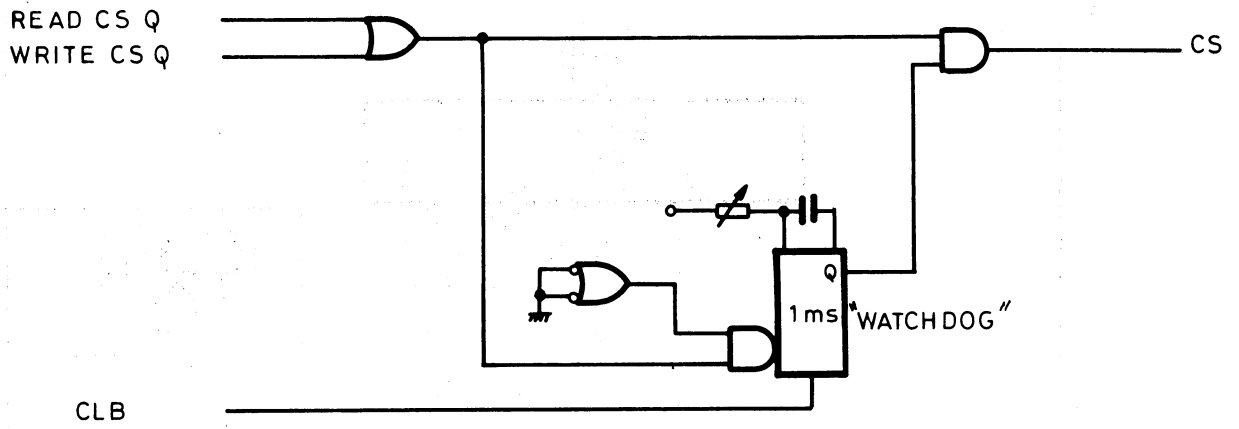 READ CS Q
WRITE CS Q
CS
Q
1ms
"WATCHDOG"
CLB